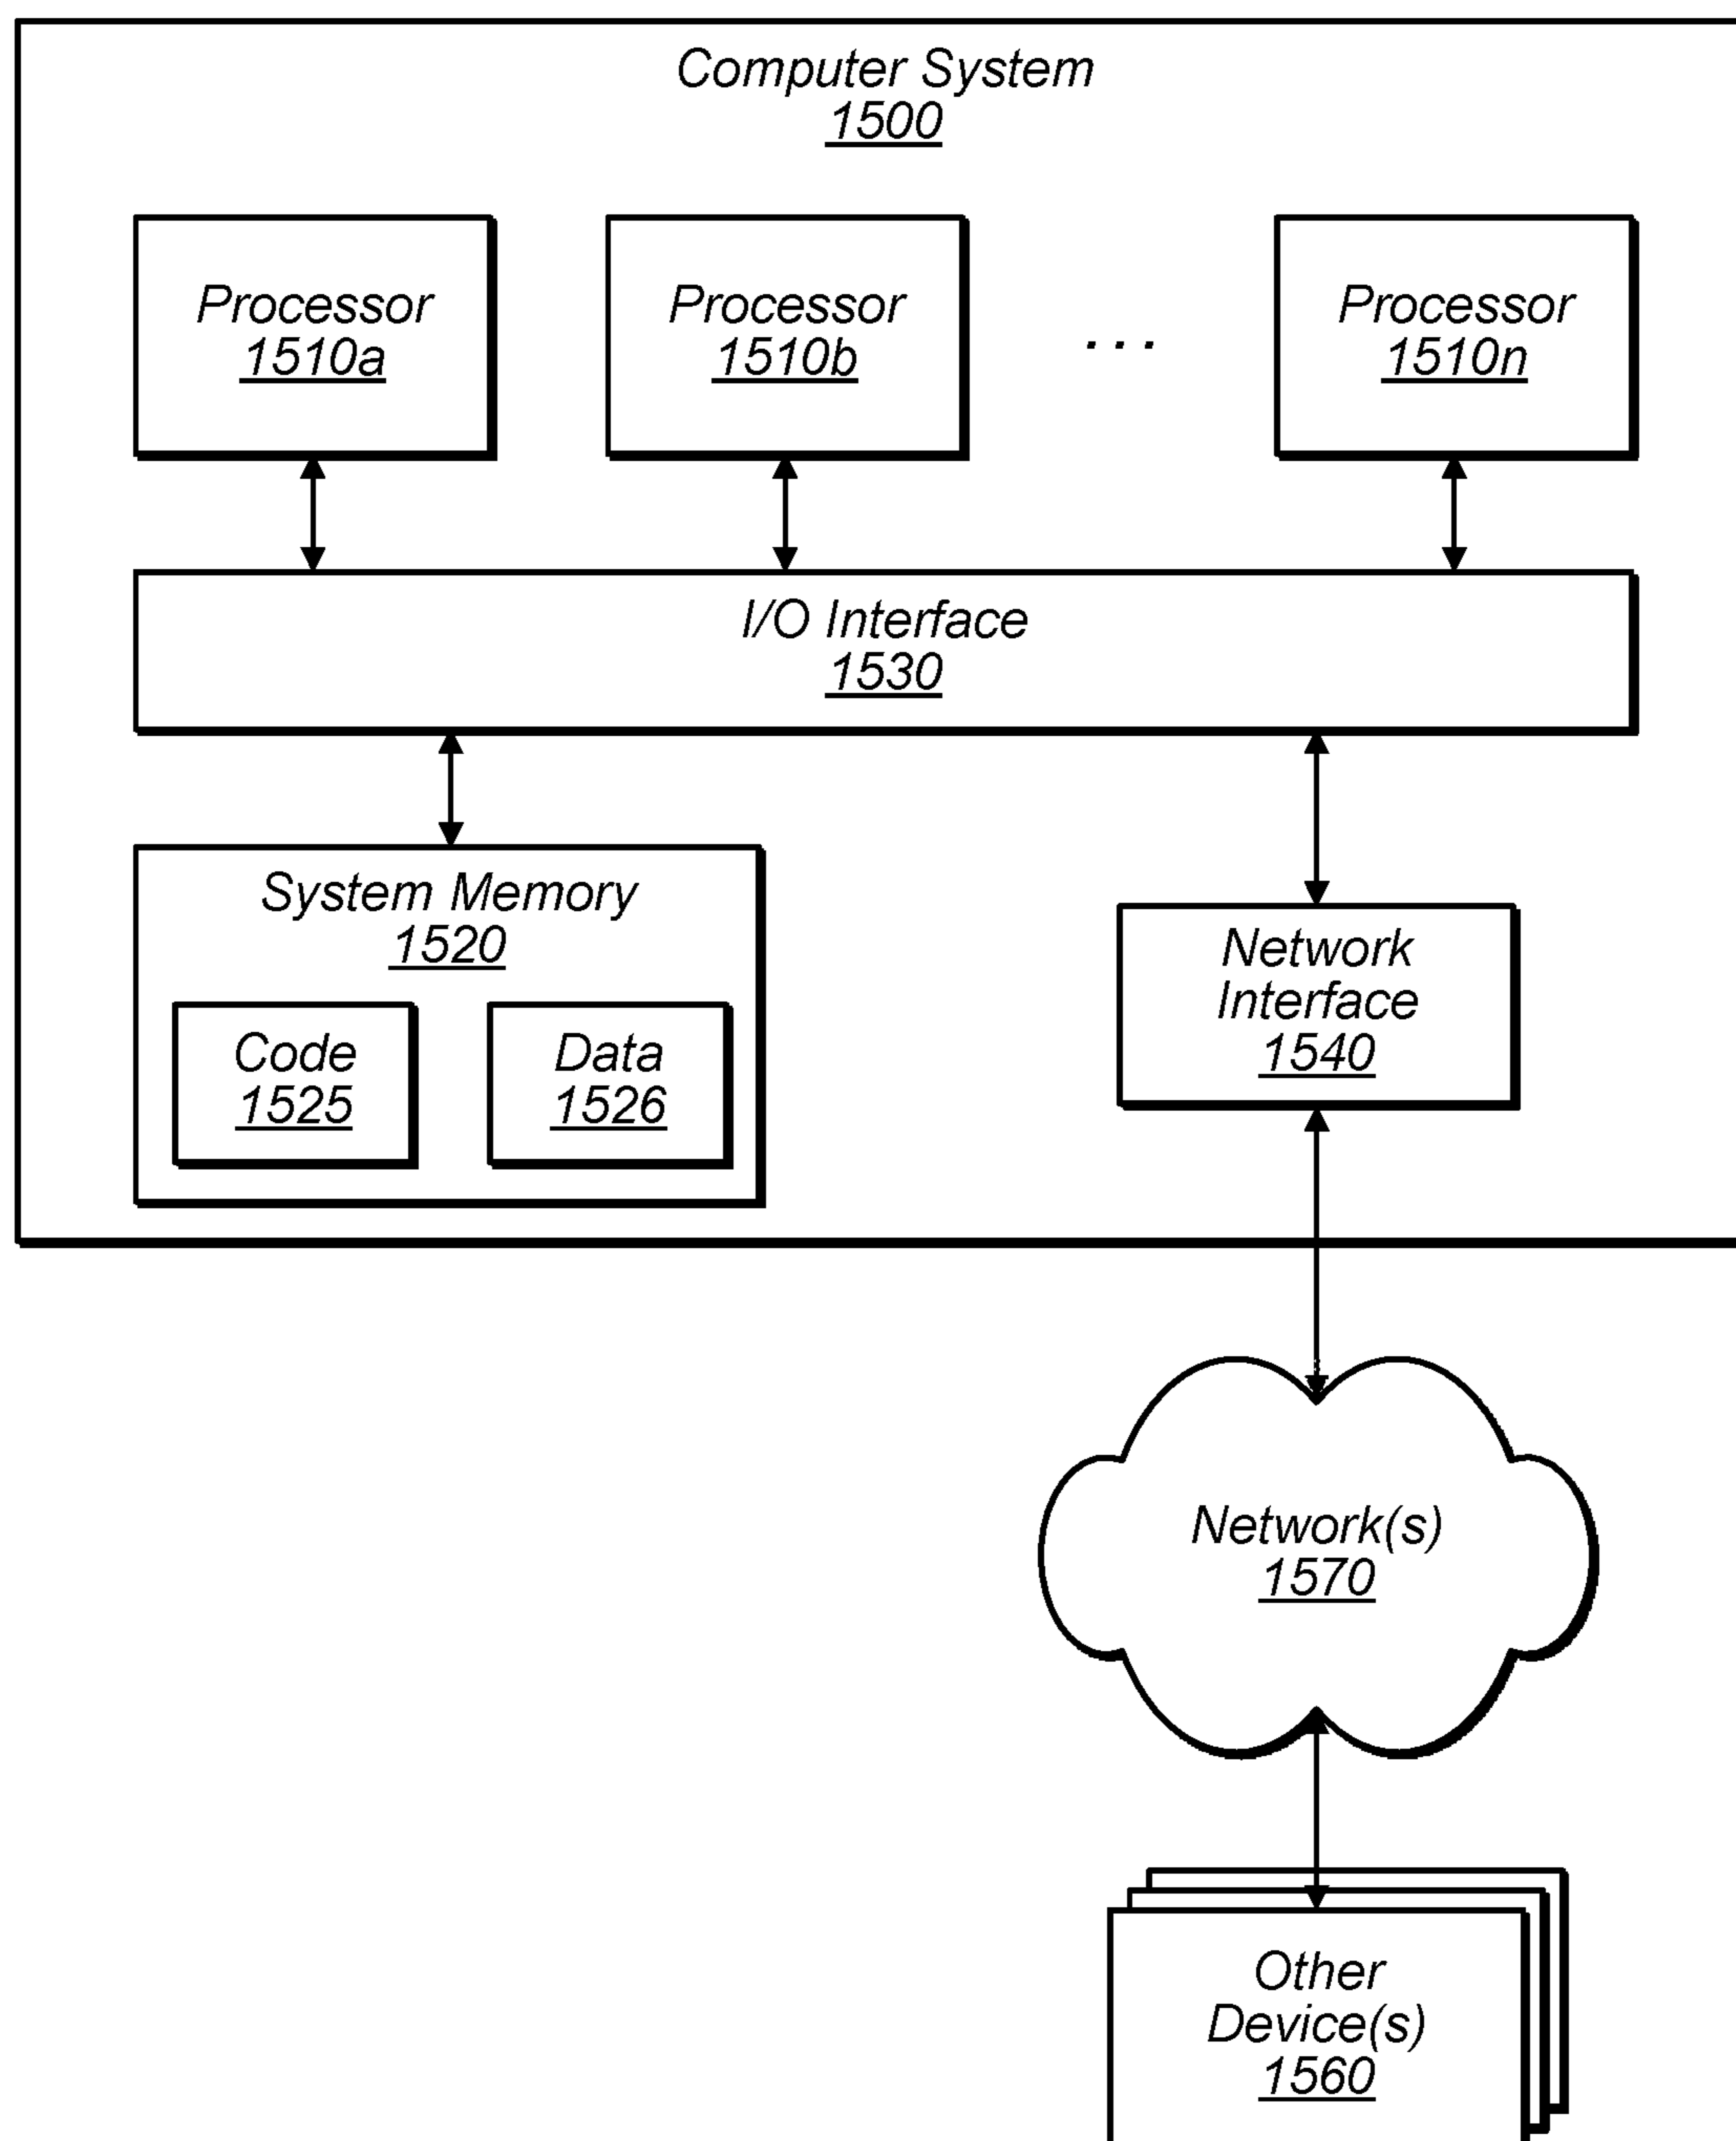 Computer System
1500
Processor
1510a
Processor
1510b
...
Processor
1510n
I/O Interface
1530
System Memory
1520
Code
1525
Data
1526
Network
Interface
1540
Network(s)
1570
Other
Device(s)
1560